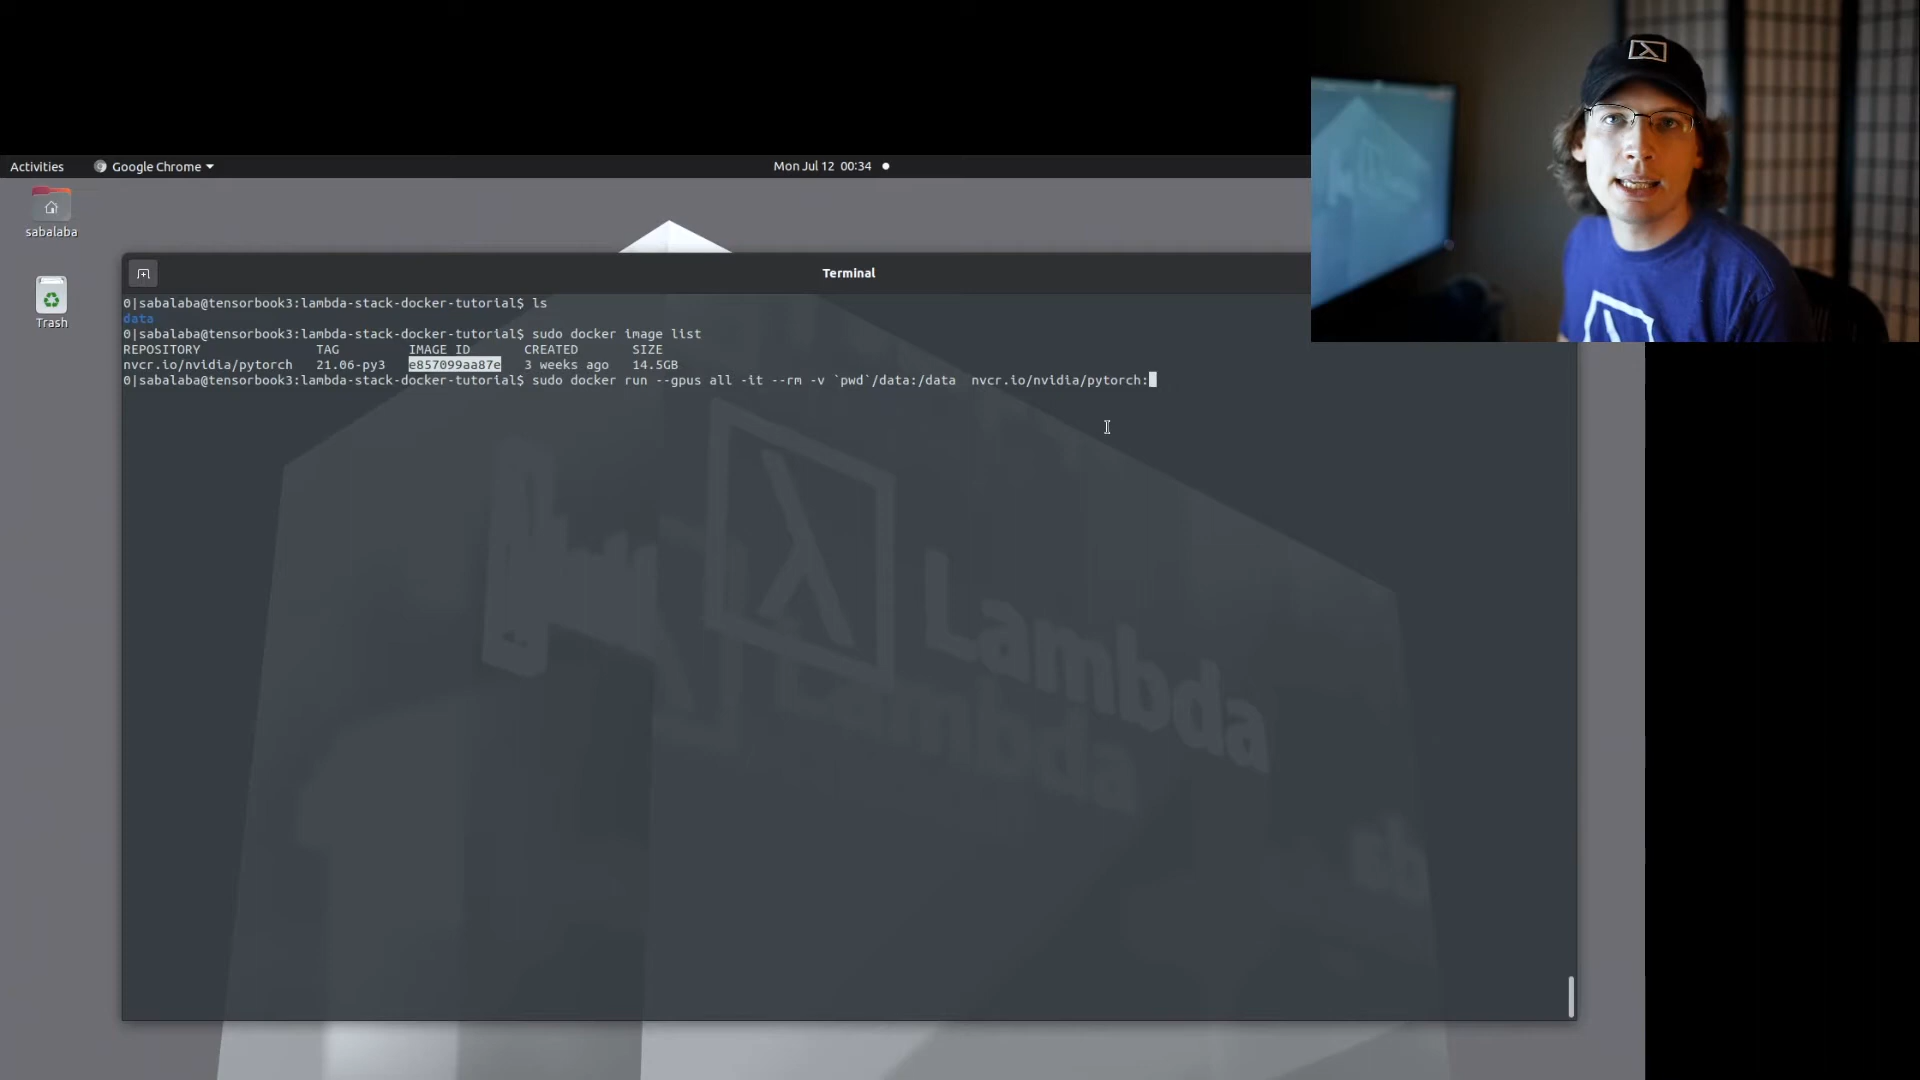 Activities
Google Chrome
Mon Jul 12 00:34
sabalaba
Trash
Terminal
0|sabalaba@tensorbook3:lambda-stack-docker-tutorial$ ls
data
0|sabalaba@tensorbook3:lambda-stack-docker-tutorial$ sudo docker image list
REPOSITORY TAG IMAGE ID CREATED SIZE
nvcr.io/nvidia/pytorch 21.06-py3 e857099aa87e 3 weeks ago 14.5GB
0|sabalaba@tensorbook3:lambda-stack-docker-tutorial$ sudo docker run --gpus all -it --rm -v `pwd`/data:/data  nvcr.io/nvidia/pytorch:
λ
λ Lambda
Lambda